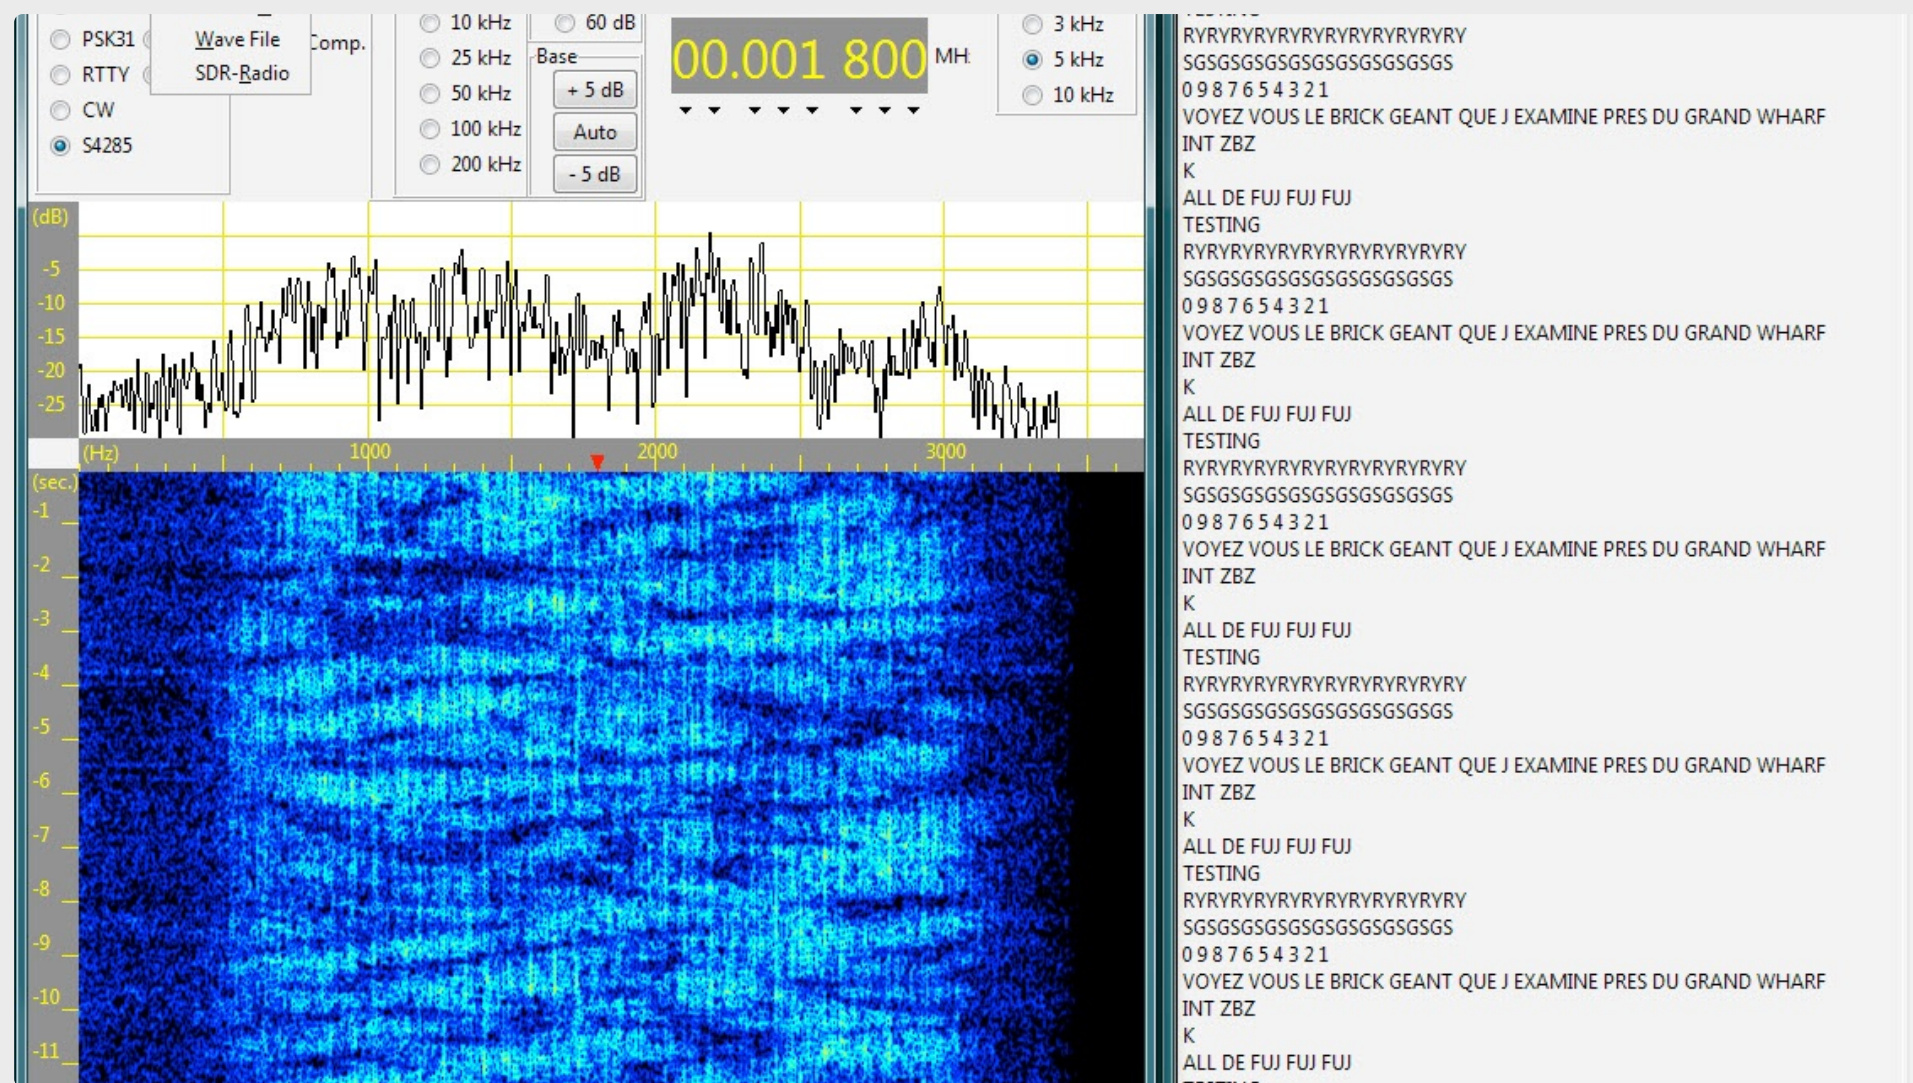 PSK31
RTTY
CW
S4285
Wave File
SDR-Radio
Comp.
10 kHz
25 kHz
50 kHz
100 kHz
200 kHz
60 dB
Base
+ 5 dB
Auto
- 5 dB
00.001 800
3 kHz
5 kHz
10 kHz
(dB)
-5
-10
-15
-20
-25
(Hz) 1000 2000 3000
(sec.)
-1
-2
-3
-4
-5
-6
-7
-8
-9
-10
-11
RYRYRYRYRYRYRYRYRYRYRYRY
SGSGSGSGSGSGSGSGSGSGSGS
0 9 8 7 6 5 4 3 2 1
VOYEZ VOUS LE BRICK GEANT QUE J EXAMINE PRES DU GRAND WHARF
INT ZBZ
K
ALL DE FUJ FUJ FUJ
TESTING
RYRYRYRYRYRYRYRYRYRYRYRY
SGSGSGSGSGSGSGSGSGSGSGS
0 9 8 7 6 5 4 3 2 1
VOYEZ VOUS LE BRICK GEANT QUE J EXAMINE PRES DU GRAND WHARF
INT ZBZ
K
ALL DE FUJ FUJ FUJ
TESTING
RYRYRYRYRYRYRYRYRYRYRYRY
SGSGSGSGSGSGSGSGSGSGSGS
0 9 8 7 6 5 4 3 2 1
VOYEZ VOUS LE BRICK GEANT QUE J EXAMINE PRES DU GRAND WHARF
INT ZBZ
K
ALL DE FUJ FUJ FUJ
TESTING
RYRYRYRYRYRYRYRYRYRYRYRY
SGSGSGSGSGSGSGSGSGSGSGS
0 9 8 7 6 5 4 3 2 1
VOYEZ VOUS LE BRICK GEANT QUE J EXAMINE PRES DU GRAND WHARF
INT ZBZ
K
ALL DE FUJ FUJ FUJ
TESTING
RYRYRYRYRYRYRYRYRYRYRYRY
SGSGSGSGSGSGSGSGSGSGSGS
0 9 8 7 6 5 4 3 2 1
VOYEZ VOUS LE BRICK GEANT QUE J EXAMINE PRES DU GRAND WHARF
INT ZBZ
K
ALL DE FUJ FUJ FUJ